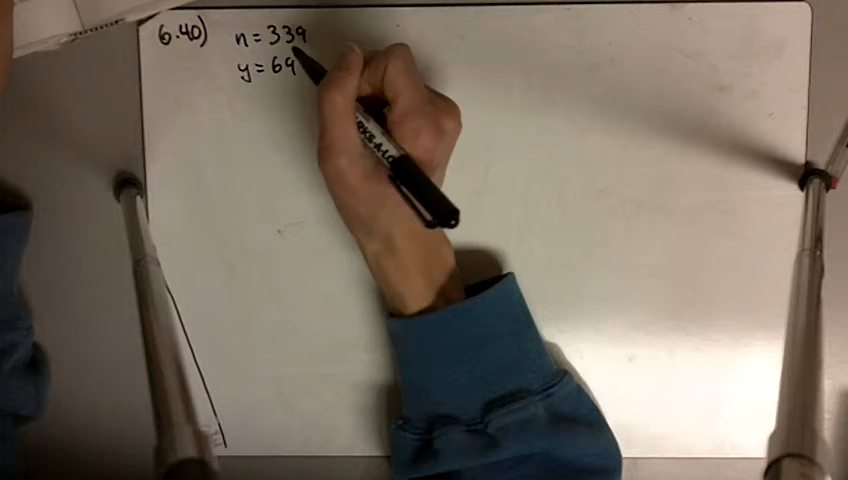 6.40) n = 339
y = 69